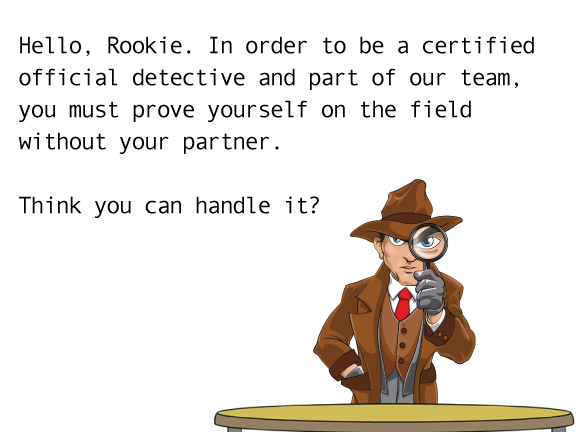 Hello, Rookie. In order to be a certified
official detective and part of our team,
you must prove yourself on the field
without your partner.
Think you can handle it?